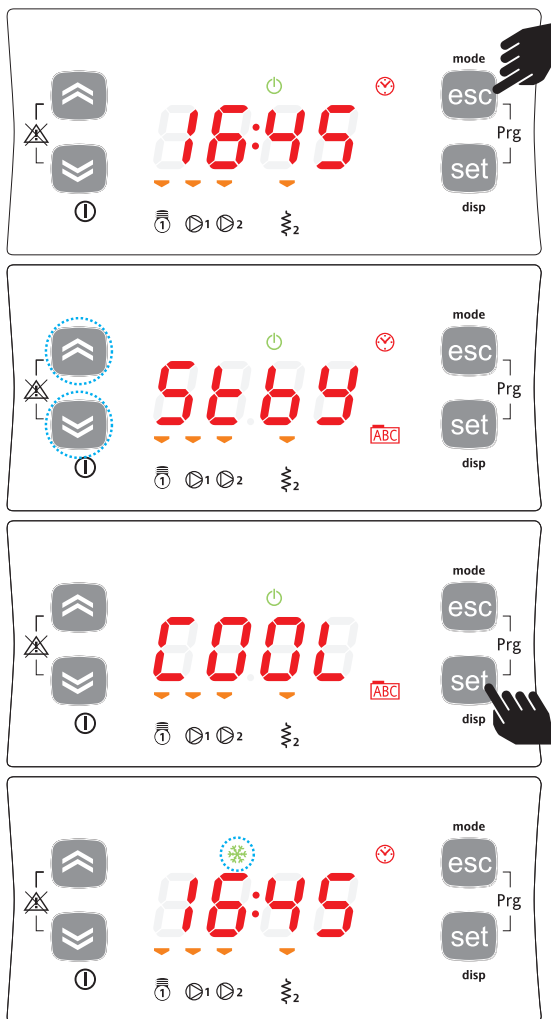 mode
esc
16:45
Prg
set
disp
1 1 2 2
mode
esc
Stby
Prg
set
ABC
disp
1 1 2 2
mode
esc
COOL
Prg
set
ABC
disp
1 1 2 2
mode
esc
16:45
Prg
set
disp
1 1 2 2